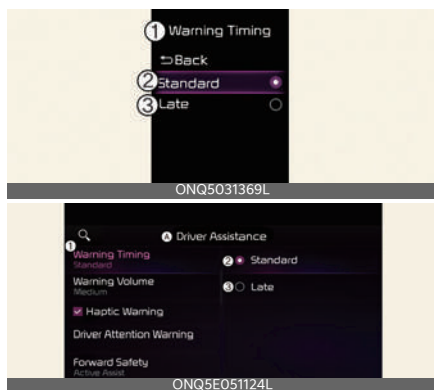 ① Warning Timing
⮌Back
② Standard
③ Late
ONQ5031369L
Ⓐ Driver Assistance
① Warning Timing
Standard
② Standard
Warning Volume
Medium
③ Late
Haptic Warning
Driver Attention Warning
Forward Safety
Active Assist
ONQ5E051124L